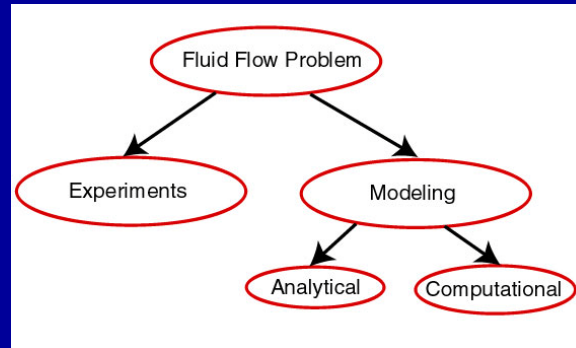 Fluid Flow Problem
Experiments
Modeling
Analytical
Computational